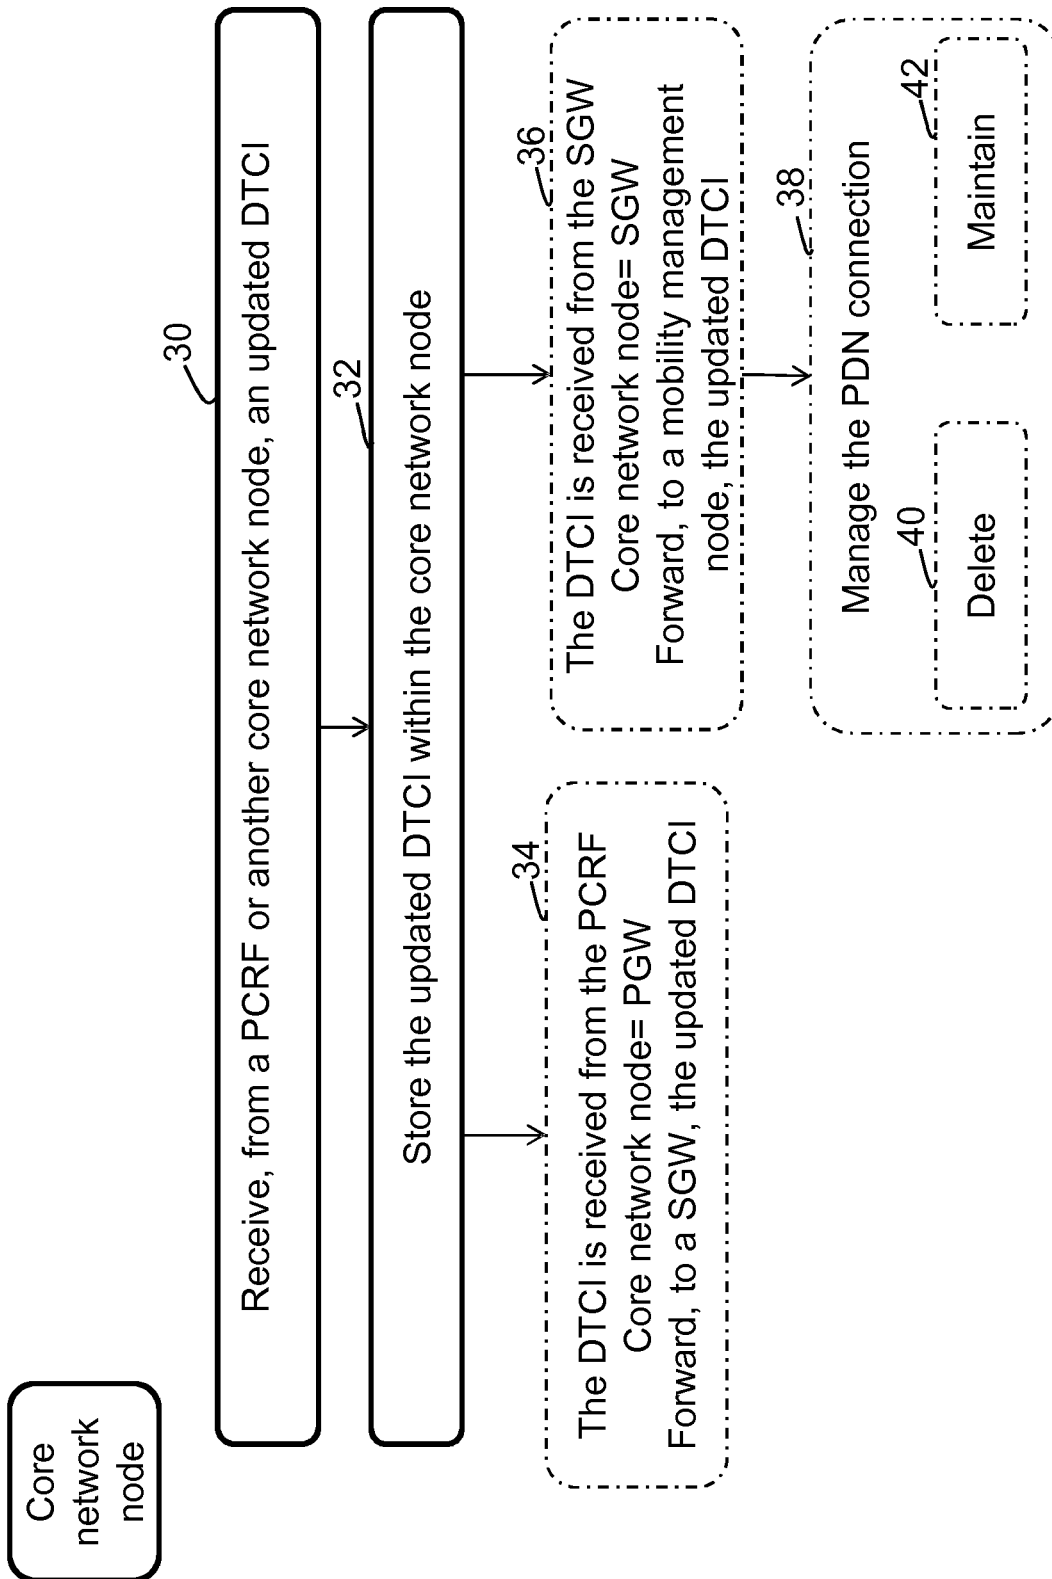 Core
network
node
30
Receive, from a PCRF or another core network node, an updated DTCI
32
Store the updated DTCI within the core network node
34
The DTCI is received from the PCRF
Core network node= PGW
Forward, to a SGW, the updated DTCI
36
The DTCI is received from the SGW
Core network node= SGW
Forward, to a mobility management
node, the updated DTCI
38
Manage the PDN connection
40
Delete
42
Maintain